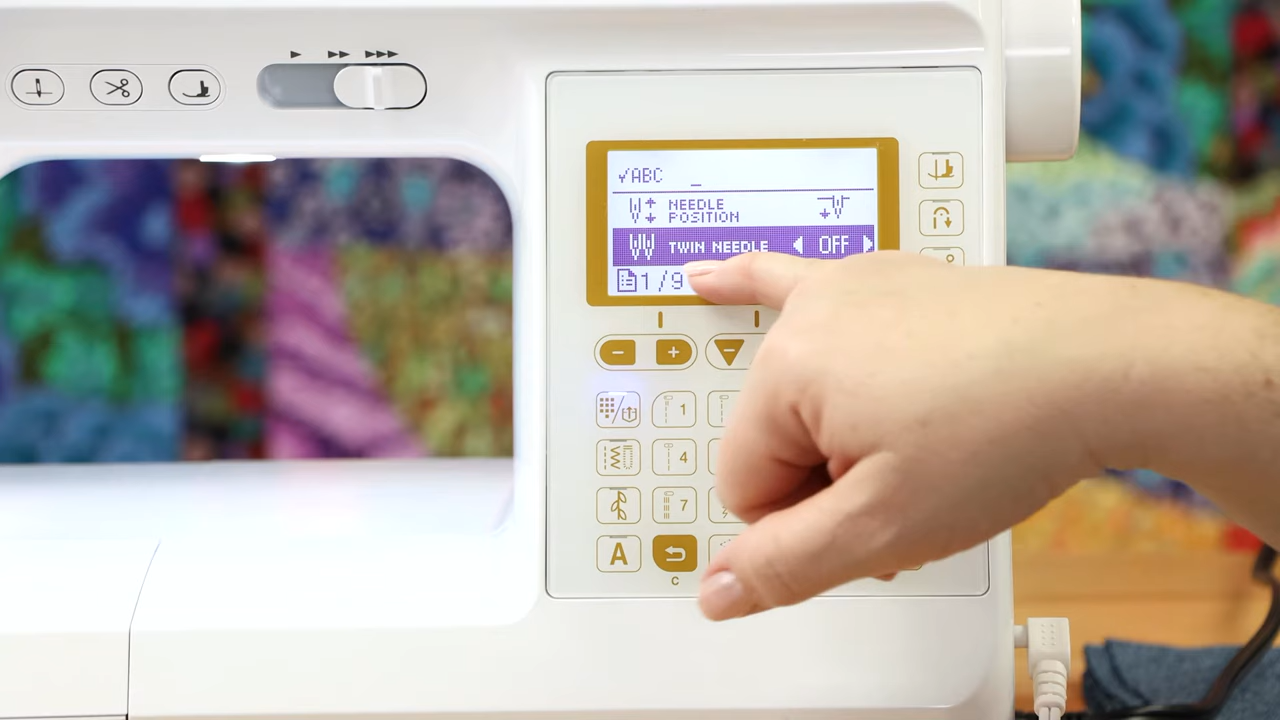 √ABC _
NEEDLE
POSITION
TWIN NEEDLE OFF
1/9
− + −
1
4
7
A
C